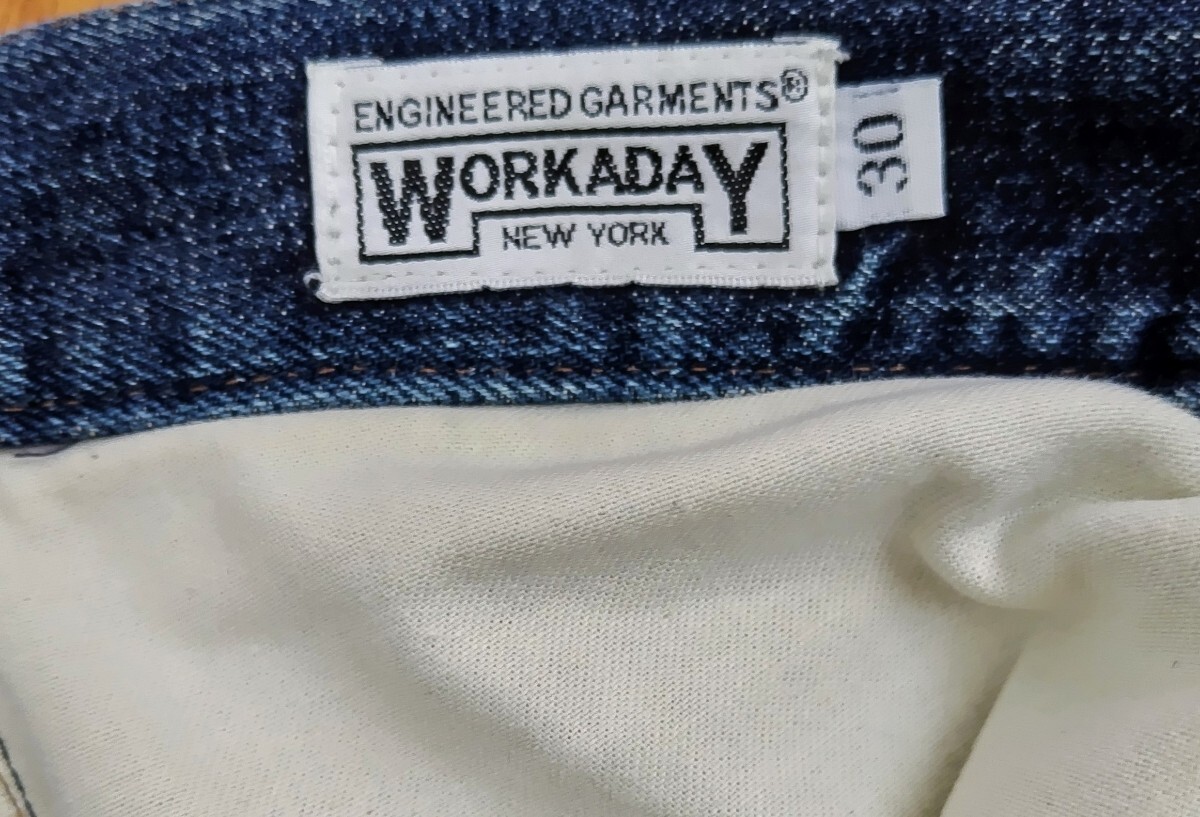 ENGINEERED GARMENTS®
WORKADAY
NEW YORK
30